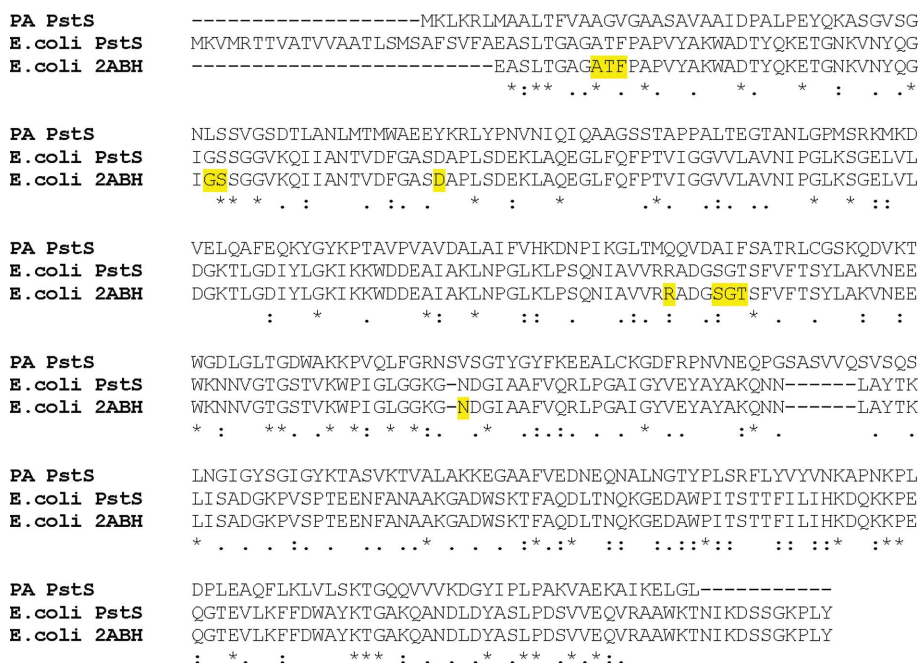 PA PstS -------------------MKLKRLMAALTFVAAGVGAASAVAAIDPALPEYQKASGVSG
E.coli PstS MKVMRTTVATVVAATLSMSAFSVFAEASLTGAGATFPAPVYAKWADTYQKETGNKVNYQG
E.coli 2ABH -------------------------EASLTGAGATFPAPVYAKWADTYQKETGNKVNYQG
*:** ..* * . . * * : . *
PA PstS NLSSVGSDTLANLMTMWAEEYKRLYPNVNIQIQAAGSSTAPPALTEGTANLGPMSRKMKD
E.coli PstS IGSSGGVKQIIANTVDFGASDAPLSDEKLAQEGLFQFPTVIGGVVLAVNIPGLKSGELVL
E.coli 2ABH IGSSGGVKQIIANTVDFGASDAPLSDEKLAQEGLFQFPTVIGGVVLAVNIPGLKSGELVL
** * . : . :.. * : * .*. .:.:.. * * ::
PA PstS VELQAFEQKYGYKPTAVPVAVDALAIFVHKDNPIKGLTMQQVDAIFSATRLCGSKQDVKT
E.coli PstS DGKTLGDIYLGKIKKWDDEAIAKLNPGLKLPSQNIAVVRRADGSGTSFVFTSYLAKVNEE
E.coli 2ABH DGKTLGDIYLGKIKKWDDEAIAKLNPGLKLPSQNIAVVRRADGSGTSFVFTSYLAKVNEE
: * . *: *: : . . .:. : : * . . : :
PA PstS WGDLGLTGDWAKKPVQLFGRNSVSGTYGYFKEEALCKGDFRPNVNEQPGSASVVQSVSQS
E.coli PstS WKNNVGTGSTVKWPIGLGGKG-NDGIAAFVQRLPGAIGYVEYAYAKQNN------LAYTK
E.coli 2ABH WKNNVGTGSTVKWPIGLGGKG-NDGIAAFVQRLPGAIGYVEYAYAKQNN------LAYTK
* : **. .* *: * *:. .* .:.:. . * .. :* . . .
PA PstS LNGIGYSGIGYKTASVKTVALAKKEGAAFVEDNEQNALNGTYPLSRFLYVYVNKAPNKPL
E.coli PstS LISADGKPVSPTEENFANAAKGADWSKTFAQDLTNQKGEDAWPITSTTFILIHKDQKKPE
E.coli 2ABH LISADGKPVSPTEENFANAAKGADWSKTFAQDLTNQKGEDAWPITSTTFILIHKDQKKPE
* . . . :. . ..* . . :*.:* :: :.::*:: :: ::* :**
PA PstS DPLEAQFLKLVLSKTGQQVVVKDGYIPLPAKVAEKAIKELGL-----------
E.coli PstS QGTEVLKFFDWAYKTGAKQANDLDYASLPDSVVEQVRAAWKTNIKDSSGKPLY
E.coli 2ABH QGTEVLKFFDWAYKTGAKQANDLDYASLPDSVVEQVRAAWKTNIKDSSGKPLY
: *. : *** : . . .* .** .*.*:.